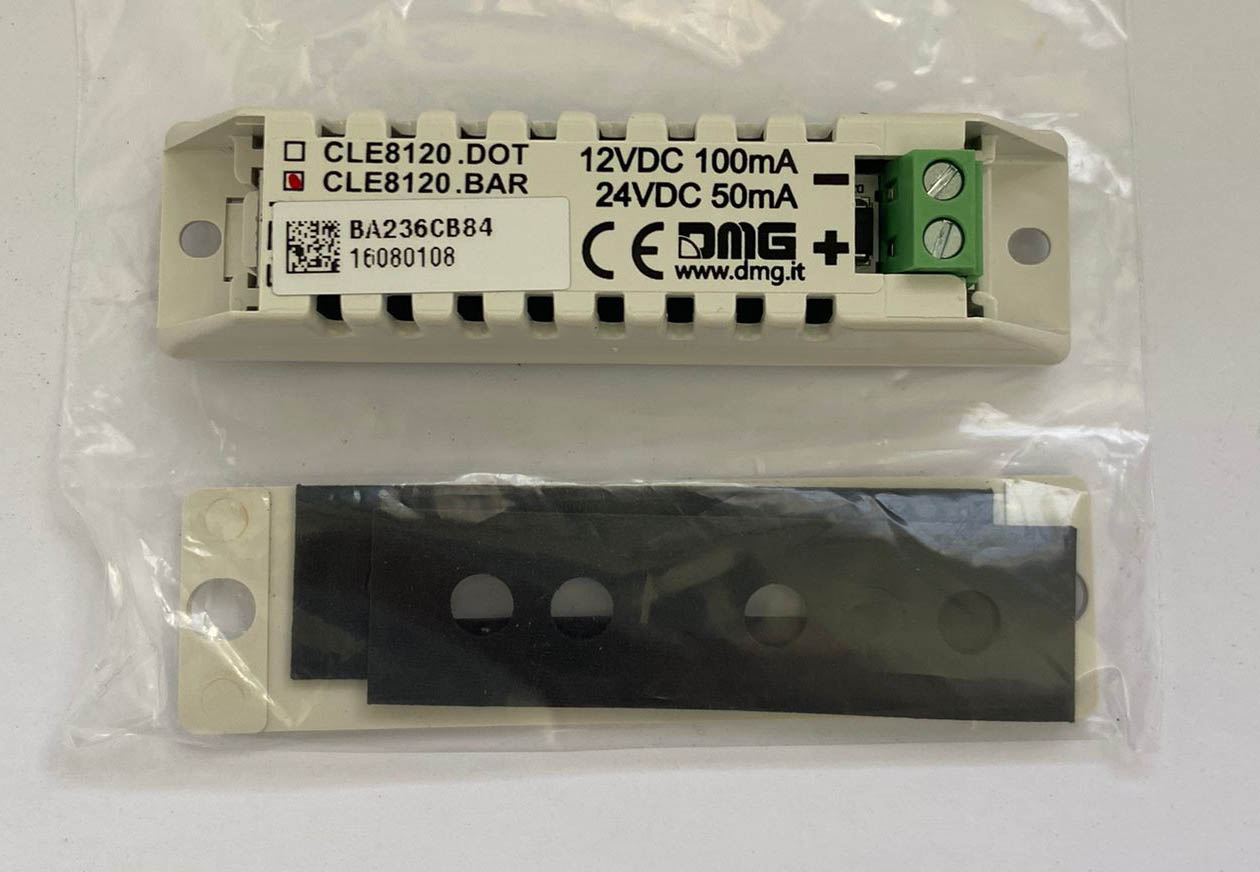 CLE8120.DOT
CLE8120.BAR
12VDC 100mA
24VDC 50mA
–
BA236CB84
16080108
CE DMG
www.dmg.it
+